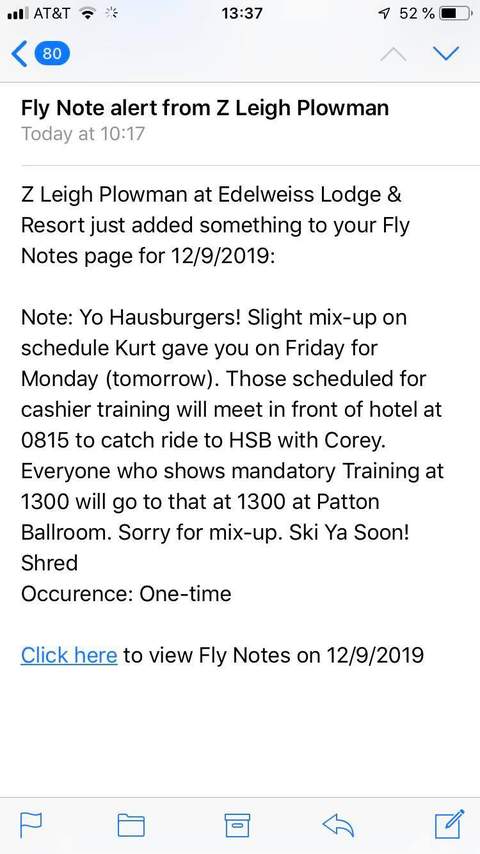 AT&T 13:37 52 %
80
Fly Note alert from Z Leigh Plowman
Today at 10:17
Z Leigh Plowman at Edelweiss Lodge &
Resort just added something to your Fly
Notes page for 12/9/2019:
Note: Yo Hausburgers! Slight mix-up on
schedule Kurt gave you on Friday for
Monday (tomorrow). Those scheduled for
cashier training will meet in front of hotel at
0815 to catch ride to HSB with Corey.
Everyone who shows mandatory Training at
1300 will go to that at 1300 at Patton
Ballroom. Sorry for mix-up. Ski Ya Soon!
Shred
Occurence: One-time
Click here to view Fly Notes on 12/9/2019